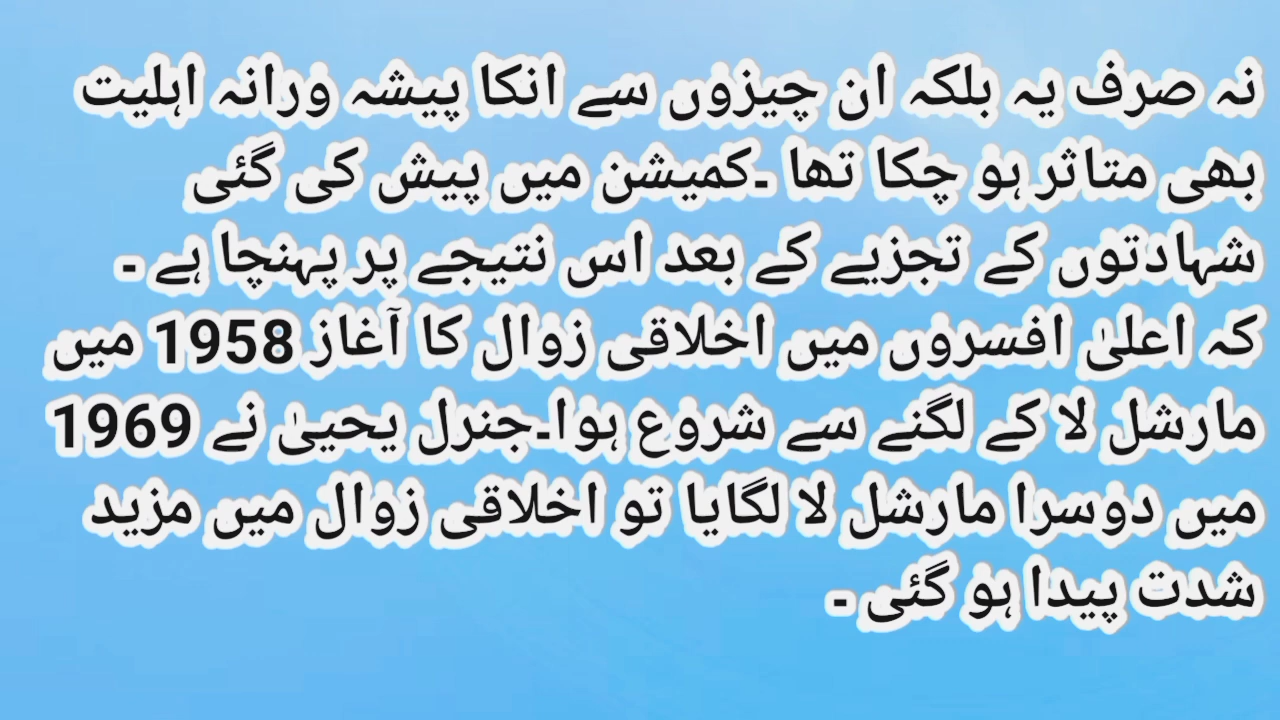 نہ صرف یہ بلکہ ان چیزوں سے انکا پیشہ ورانہ اہلیت
بھی متاثر ہو چکا تھا ۔کمیشن میں پیش کی گئی
شہادتوں کے تجزیے کے بعد اس نتیجے پر پہنچا ہے ۔
کہ اعلیٰ افسروں میں اخلاقی زوال کا آغاز 1958 میں
مارشل لا کے لگنے سے شروع ہوا۔جنرل یحییٰ نے 1969
میں دوسرا مارشل لا لگایا تو اخلاقی زوال میں مزید
شدت پیدا ہو گئی ۔